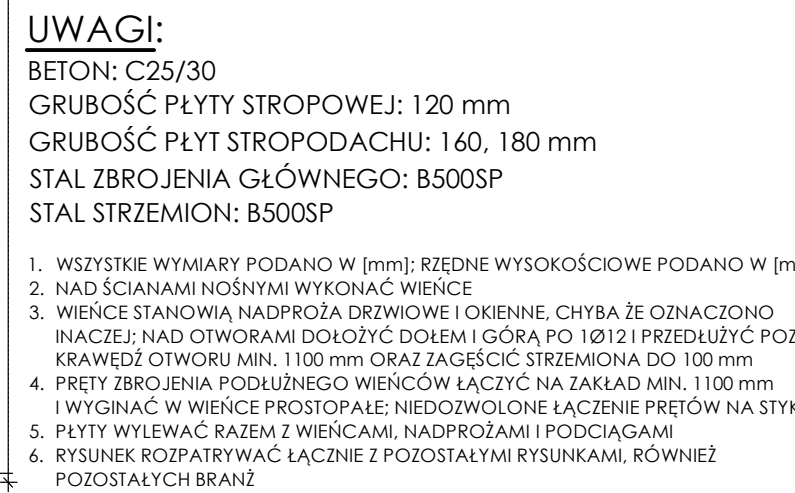 UWAGI:
BETON: C25/30
GRUBOŚĆ PŁYTY STROPOWEJ: 120 mm
GRUBOŚĆ PŁYT STROPODACHU: 160, 180 mm
STAL ZBROJENIA GŁÓWNEGO: B500SP
STAL STRZEMION: B500SP
1. WSZYSTKIE WYMIARY PODANO W [mm]; RZĘDNE WYSOKOŚCIOWE PODANO W [m
2. NAD ŚCIANAMI NOŚNYMI WYKONAĆ WIEŃCE
3. WIEŃCE STANOWIĄ NADPROŻA DRZWIOWE I OKIENNE, CHYBA ŻE OZNACZONO
INACZEJ; NAD OTWORAMI DOŁOŻYĆ DOŁEM I GÓRĄ PO 1Ø12 I PRZEDŁUŻYĆ POZ
KRAWĘDŹ OTWORU MIN. 1100 mm ORAZ ZAGĘŚCIĆ STRZEMIONA DO 100 mm
4. PRĘTY ZBROJENIA PODŁUŻNEGO WIEŃCÓW ŁĄCZYĆ NA ZAKŁAD MIN. 1100 mm
I WYGINAĆ W WIEŃCE PROSTOPAŁE; NIEDOZWOLONE ŁĄCZENIE PRĘTÓW NA STYK
5. PŁYTY WYLEWAĆ RAZEM Z WIEŃCAMI, NADPROŻAMI I PODCIĄGAMI
6. RYSUNEK ROZPATRYWAĆ ŁĄCZNIE Z POZOSTAŁYMI RYSUNKAMI, RÓWNIEŻ
POZOSTAŁYCH BRANŻ